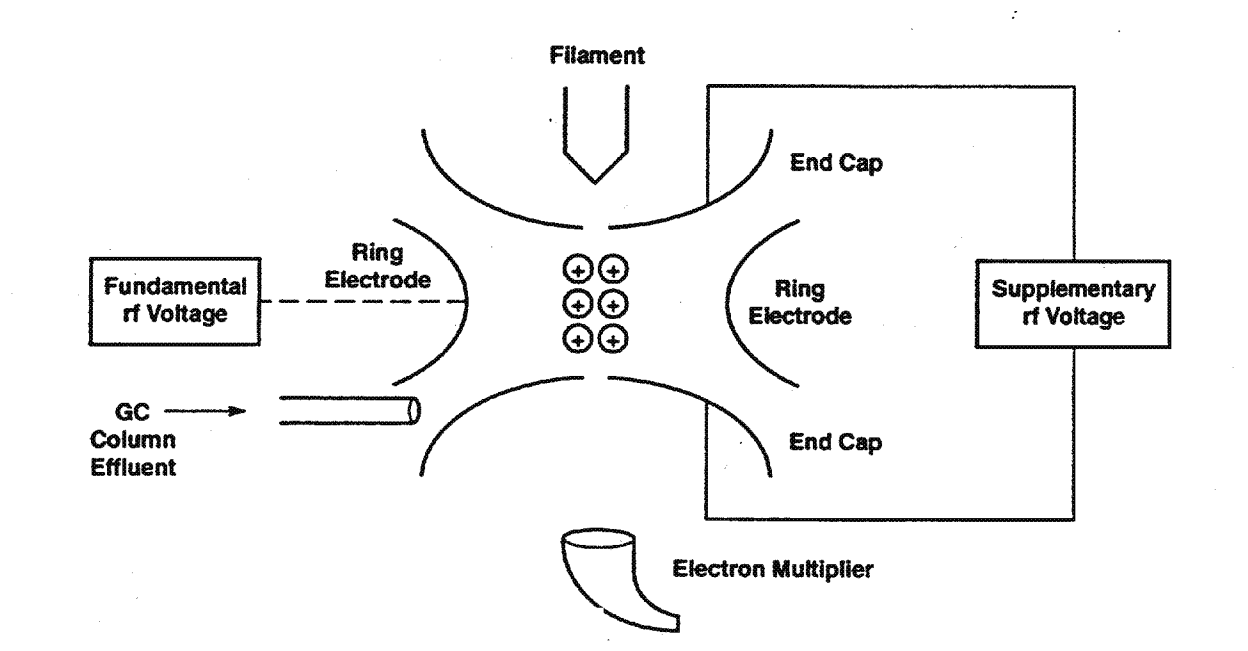 Filament
End Cap
Ring
Electrode
Fundamental
rf Voltage
Ring
Electrode
Supplementary
rf Voltage
GC
Column
Effluent
End Cap
Electron Multiplier
+ +
+ +
+ +